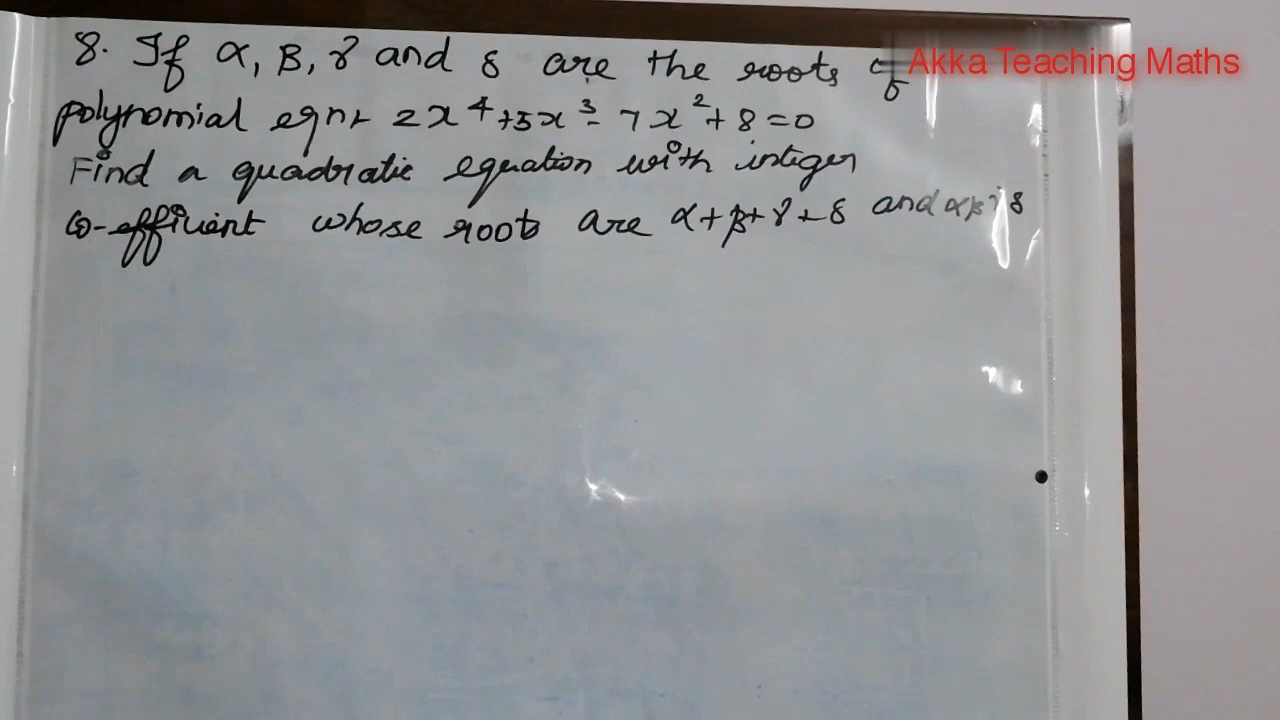 8. If α, β, γ and δ are the roots of
Akka Teaching Maths
polynomial eqn 2x⁴+5x³-7x²+8=0
Find a quadratic equation with integer
co-efficient whose roots are α+β+γ+δ and αβγδ